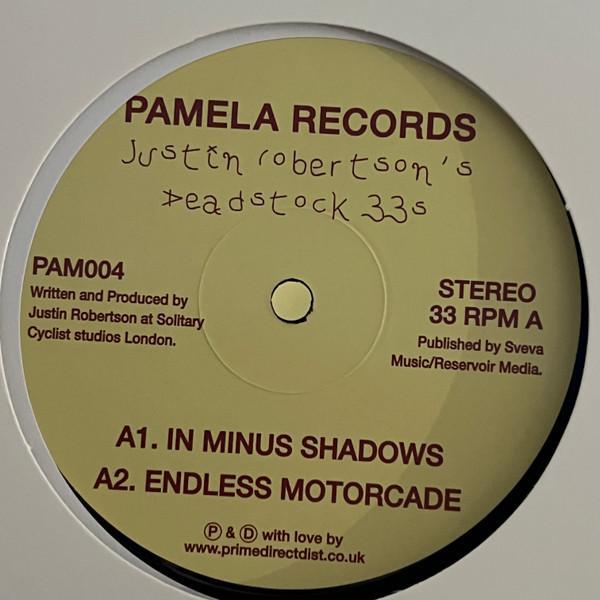 PAMELA RECORDS
Justin robertson's
Deadstock 33s
PAM004
Written and Produced by
Justin Robertson at Solitary
Cyclist studios London.
STEREO
33 RPM A
Published by Sveva
Music/Reservoir Media.
A1. IN MINUS SHADOWS
A2. ENDLESS MOTORCADE
Ⓟ & Ⓓ with love by
www.primedirectdist.co.uk